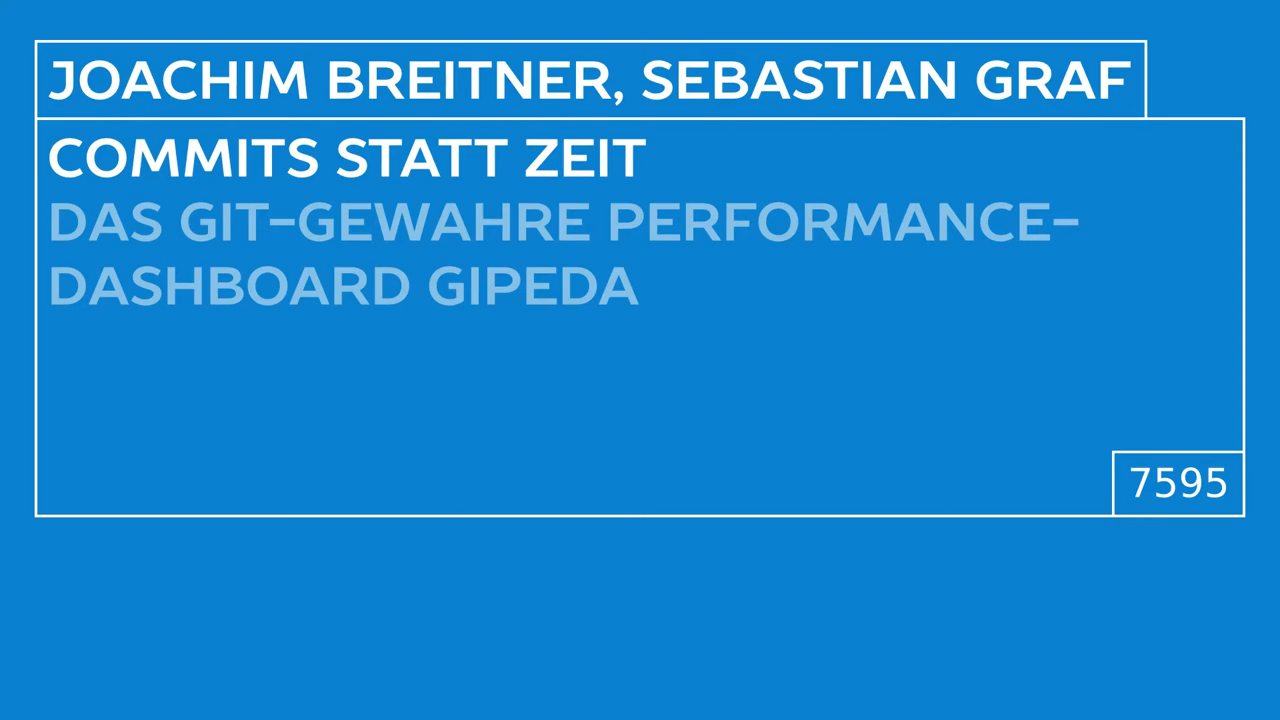 JOACHIM BREITNER, SEBASTIAN GRAF
COMMITS STATT ZEIT
DAS GIT-GEWAHRE PERFORMANCE-
DASHBOARD GIPEDA
7595